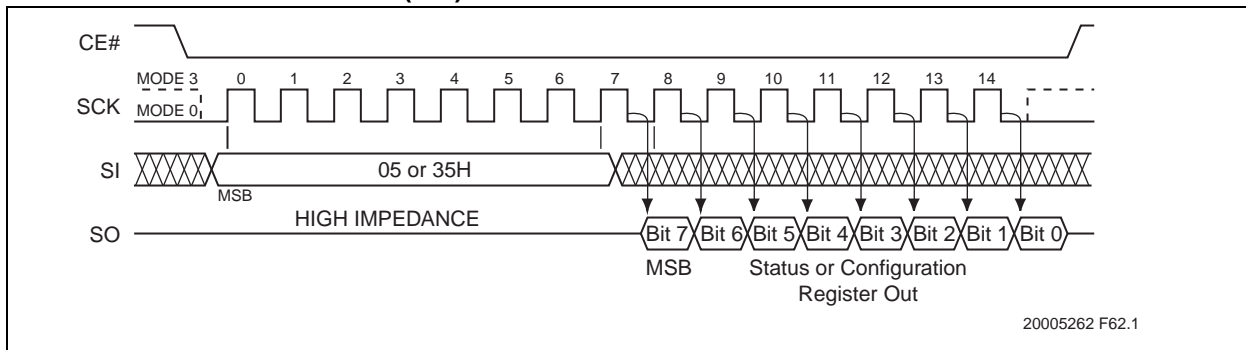 CE#
MODE 3 0 1 2 3 4 5 6 7 8 9 10 11 12 13 14
SCK MODE 0
SI 05 or 35H
MSB
HIGH IMPEDANCE
SO Bit 7 Bit 6 Bit 5 Bit 4 Bit 3 Bit 2 Bit 1 Bit 0
MSB Status or Configuration
Register Out
20005262 F62.1